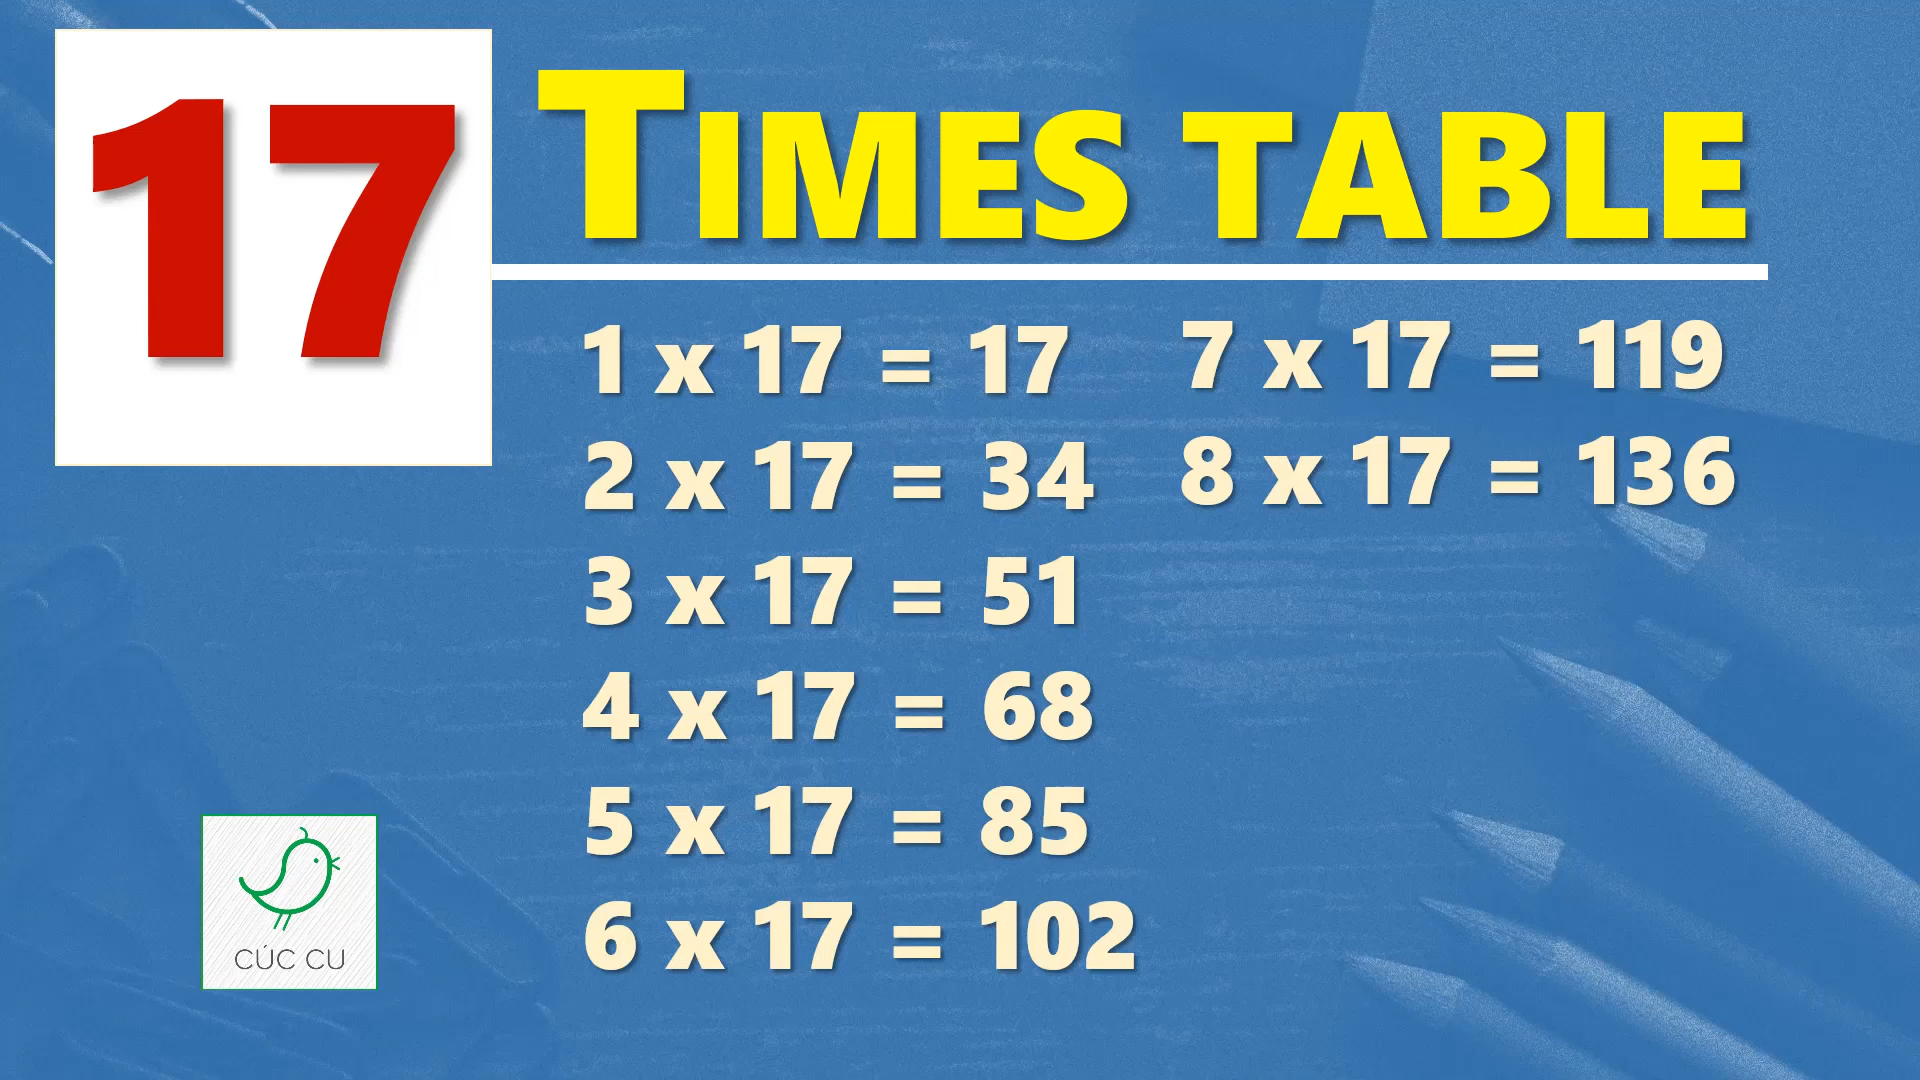 17
TIMES TABLE
1 x 17 = 17
2 x 17 = 34
3 x 17 = 51
4 x 17 = 68
5 x 17 = 85
6 x 17 = 102
7 x 17 = 119
8 x 17 = 136
CÚC CU